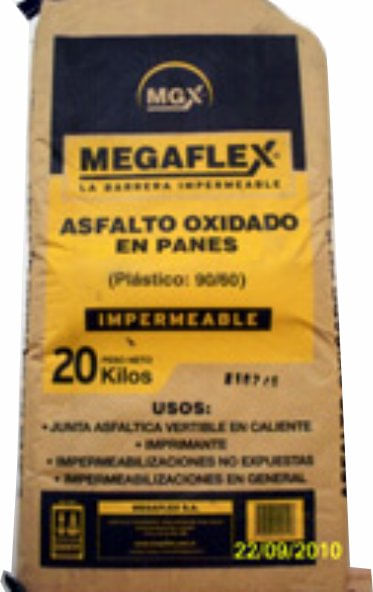 MGX
MEGAFLEX
LA BARRERA IMPERMEABLE
ASFALTO OXIDADO
EN PANES
(Plástico: 90/60)
IMPERMEABLE
20 PESO NETO Kilos
USOS:
• JUNTA ASFALTICA VERTIBLE EN CALIENTE
• IMPRIMANTE
• IMPERMEABILIZACIONES NO EXPUESTAS
• IMPERMEABILIZACIONES EN GENERAL
MEGAFLEX S.A.
22/09/2010